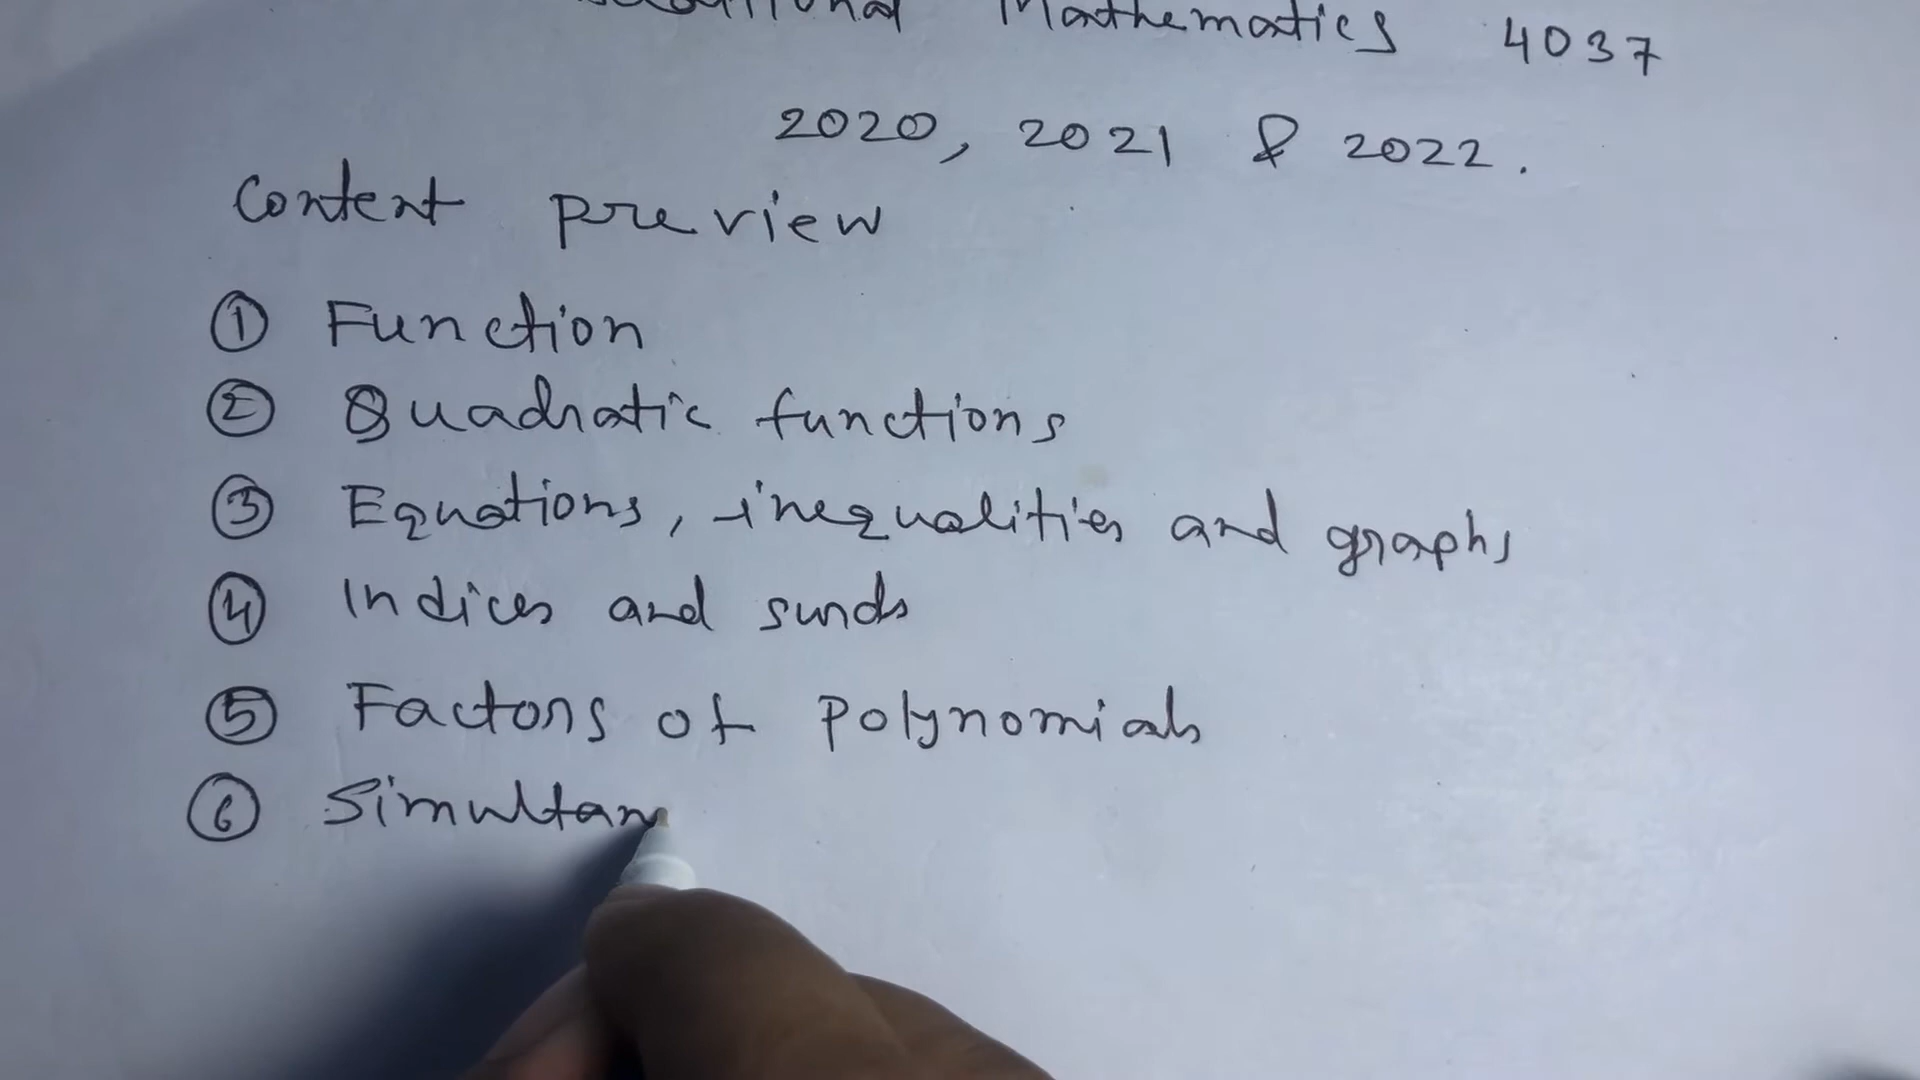 Mathematics 4037
2020, 2021 & 2022.
Content preview
① Function
② Quadratic functions
③ Equations, inequalities and graphs
④ Indices and surds
⑤ Factors of Polynomials
⑥ Simultan